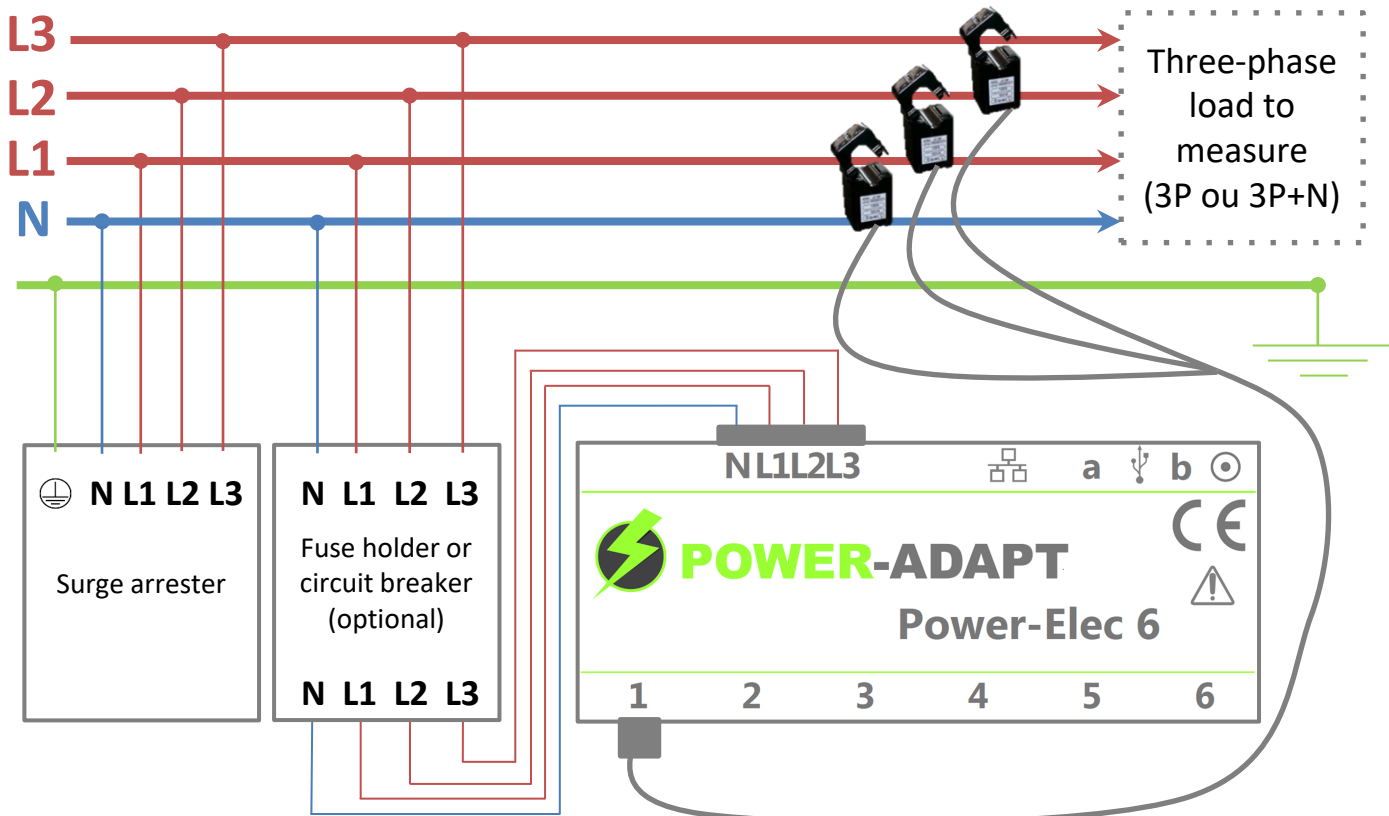 L3
L2
L1
N
Three-phase
load to
measure
(3P ou 3P+N)
N L1 L2 L3
Surge arrester
N L1 L2 L3
Fuse holder or
circuit breaker
(optional)
N L1 L2 L3
N L1 L2 L3
a b
CE
POWER-ADAPT
Power-Elec 6
1 2 3 4 5 6